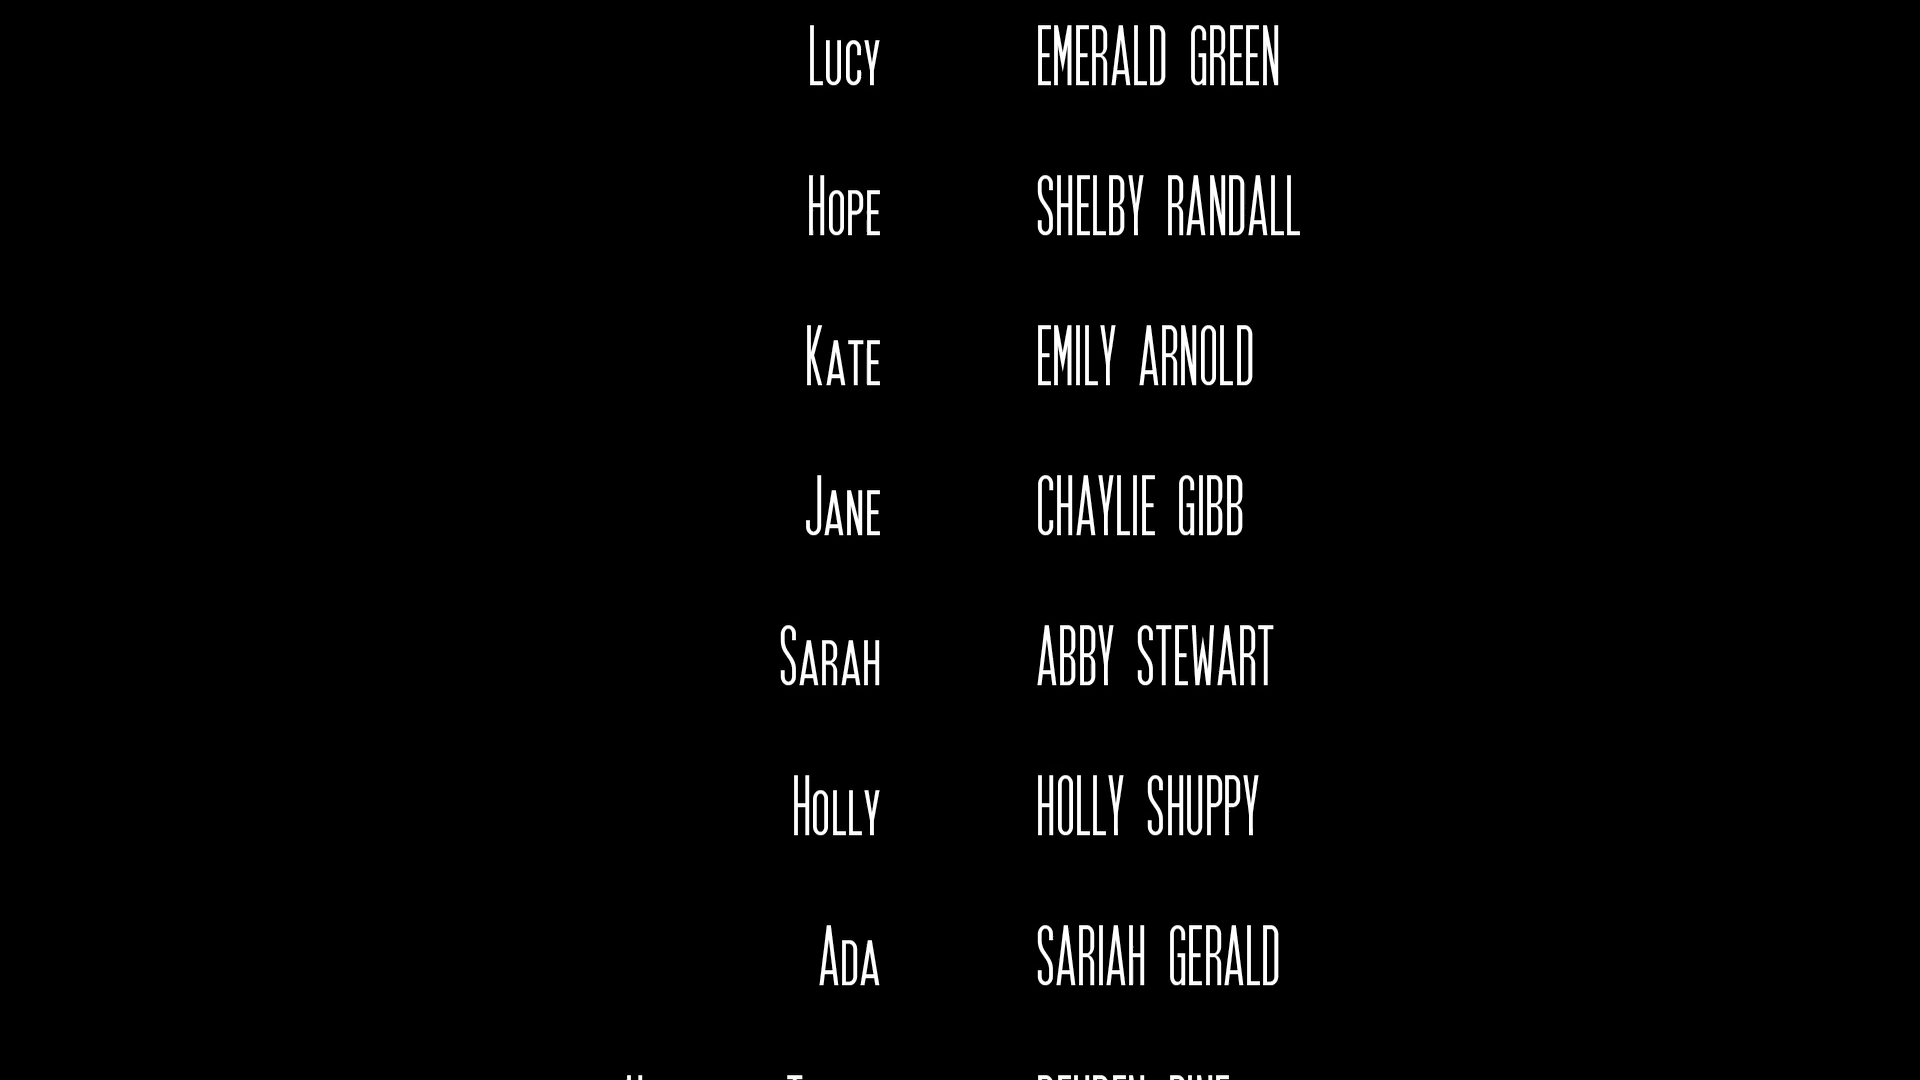 Lucy EMERALD GREEN
Hope SHELBY RANDALL
Kate EMILY ARNOLD
Jane CHAYLIE GIBB
Sarah ABBY STEWART
Holly HOLLY SHUPPY
Ada SARIAH GERALD